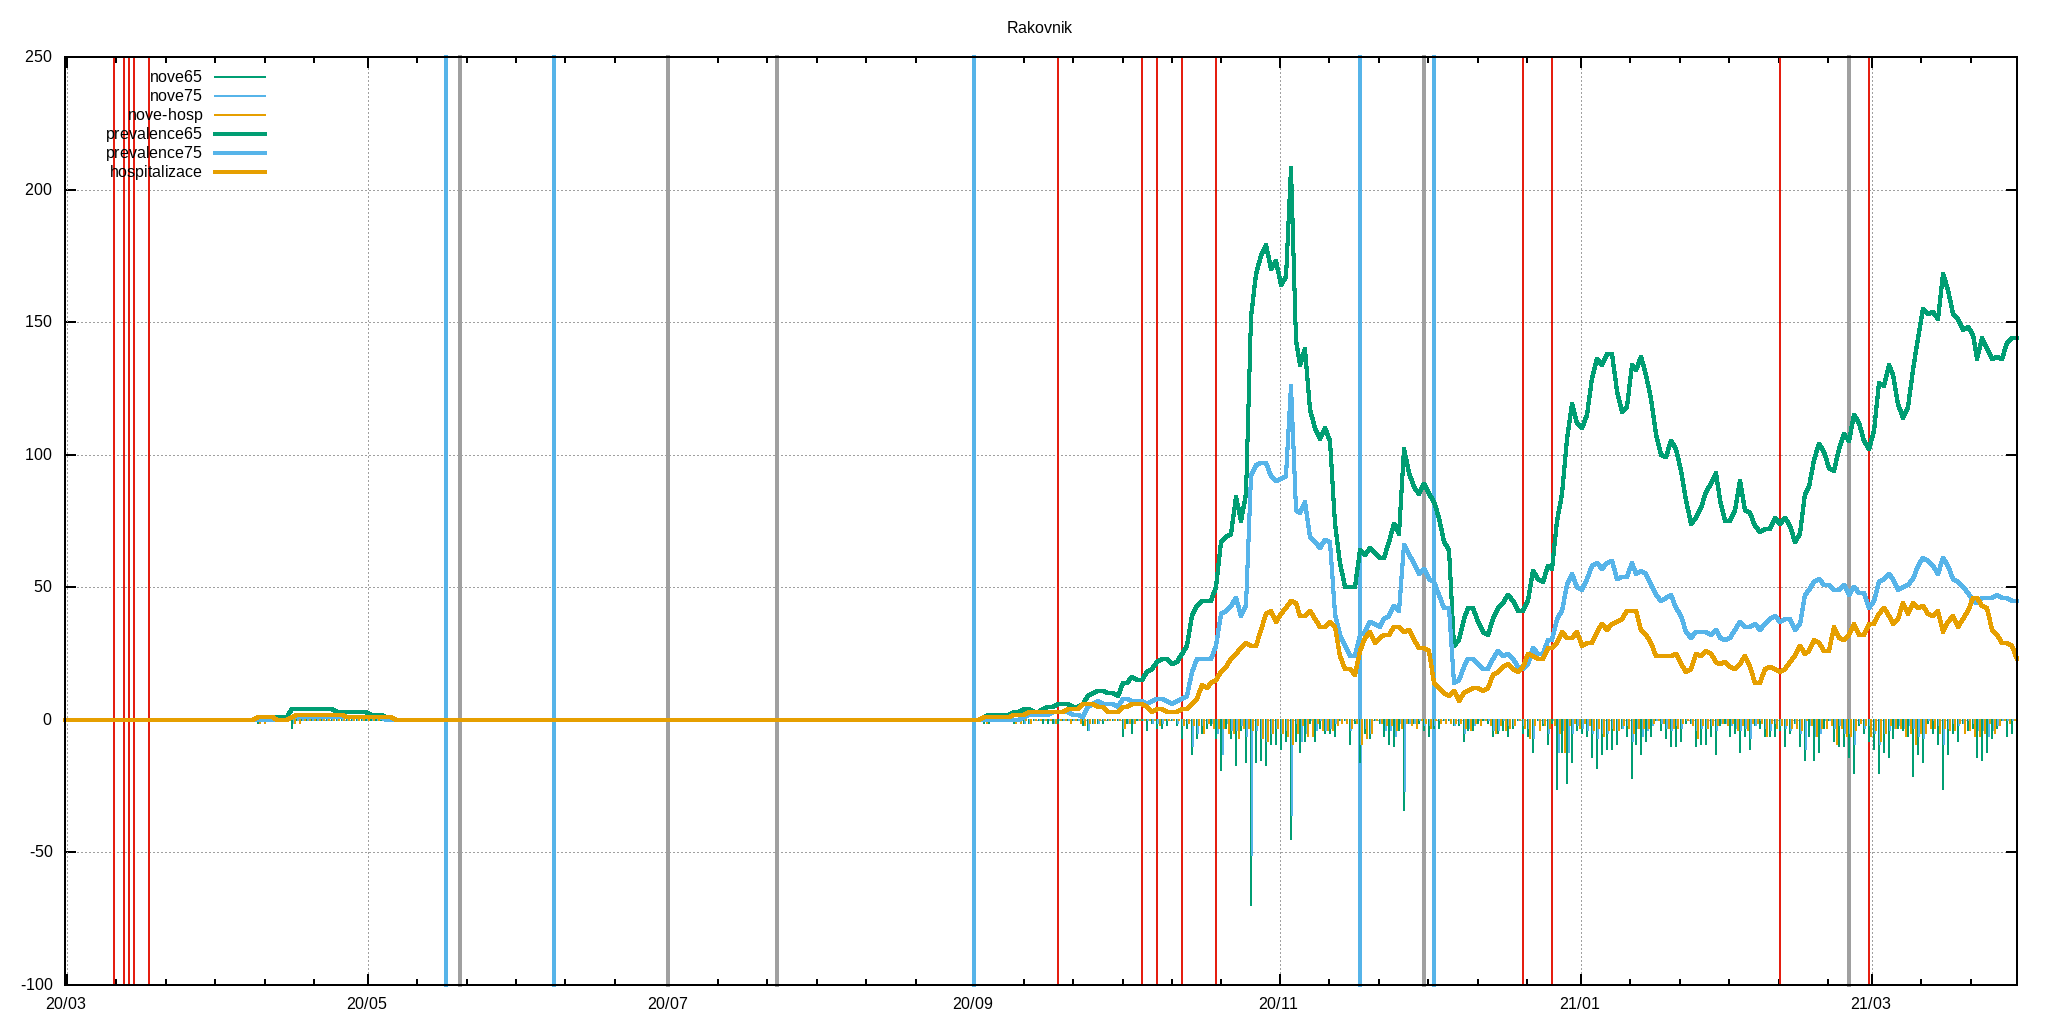 Rakovnik
250
200
150
100
50
0
-50
-100
nove65
nove75
nove-hosp
prevalence65
prevalence75
hospitalizace
20/03
20/05
20/07
20/09
20/11
21/01
21/03